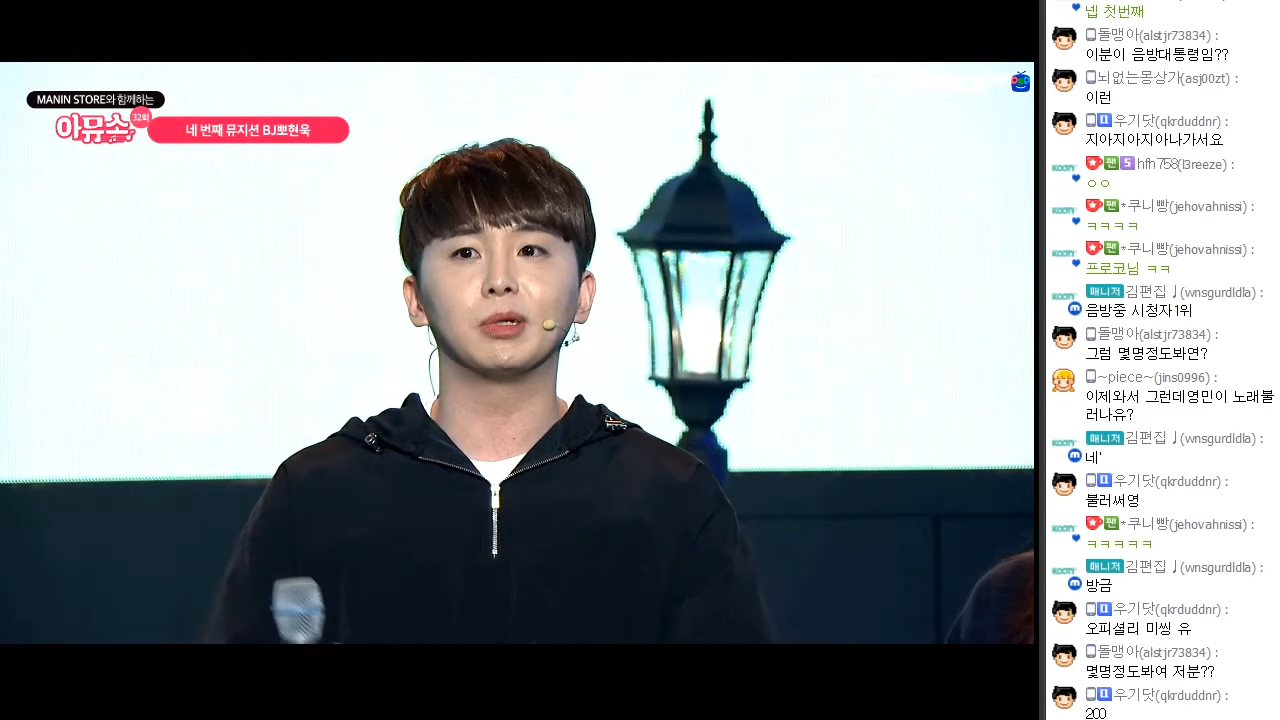 MANIN STORE와 함께하는
아뮤소 32회
네 번째 뮤지션 BJ뽀현욱
넵 첫번째
돌맹아(alstjr73834) :
이분이 음방대통령임??
뇌없는몽상가(asj00zt) :
이런
우기닷(qkrduddnr) :
지아지아지아나가서요
팬 S hfh758(l3reeze) :
ㅇㅇ
팬 *쿠니빵(jehovahnissi) :
ㅋㅋㅋㅋ
팬 *쿠니빵(jehovahnissi) :
프로코님 ㅋㅋ
매니저 김편집♩(wnsgurdldla) :
음방중 시청자1위
돌맹아(alstjr73834) :
그럼 몇명정도봐연?
~piece~(jins0996) :
이제와서 그런데영민이 노래불
러나유?
매니저 김편집♩(wnsgurdldla) :
네'
우기닷(qkrduddnr) :
불러써영
팬 *쿠니빵(jehovahnissi) :
ㅋㅋㅋㅋㅋ
매니저 김편집♩(wnsgurdldla) :
방금
우기닷(qkrduddnr) :
오피셜리 미씽 유
돌맹아(alstjr73834) :
몇명정도봐여 저분??
우기닷(qkrduddnr) :
200